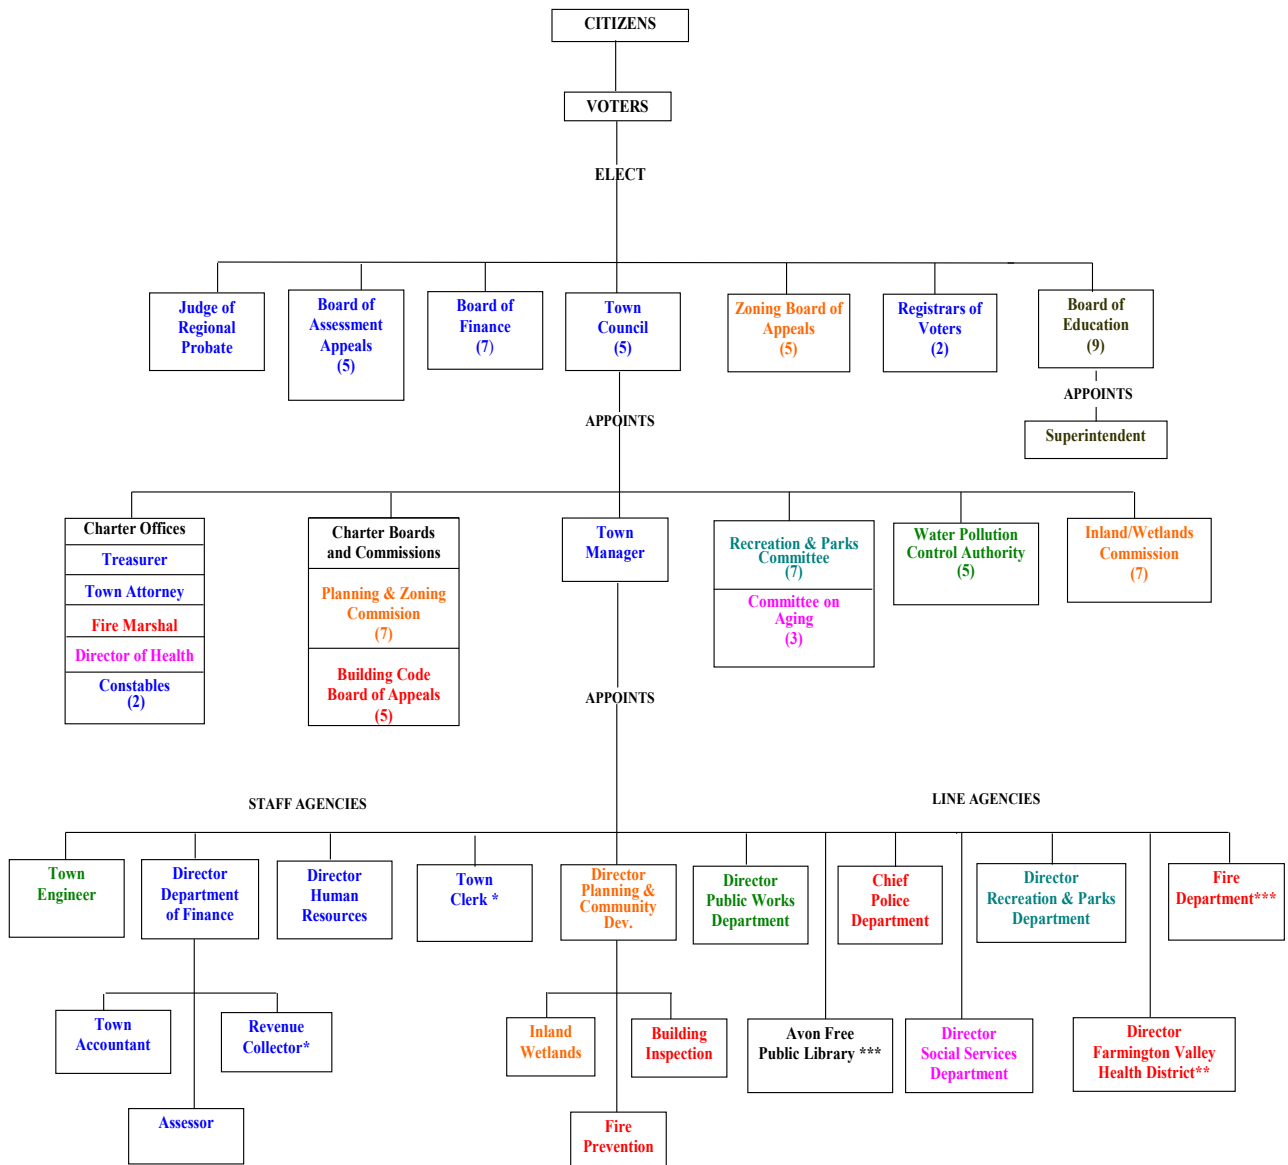 CITIZENS
VOTERS
ELECT
Judge of
Regional
Probate
Board of
Assessment
Appeals
(5)
Board of
Finance
(7)
Town
Council
(5)
Zoning Board of
Appeals
(5)
Registrars of
Voters
(2)
Board of
Education
(9)
APPOINTS
Superintendent
APPOINTS
Charter Offices
Treasurer
Town Attorney
Fire Marshal
Director of Health
Constables
(2)
Charter Boards
and Commissions
Planning & Zoning
Commision
(7)
Building Code
Board of Appeals
(5)
Town
Manager
Recreation & Parks
Committee
(7)
Committee on
Aging
(3)
Water Pollution
Control Authority
(5)
Inland/Wetlands
Commission
(7)
APPOINTS
STAFF AGENCIES
LINE AGENCIES
Town
Engineer
Director
Department
of Finance
Director
Human
Resources
Town
Clerk *
Director
Planning &
Community
Dev.
Director
Public Works
Department
Chief
Police
Department
Director
Recreation & Parks
Department
Fire
Department***
Town
Accountant
Revenue
Collector*
Assessor
Inland
Wetlands
Building
Inspection
Fire
Prevention
Avon Free
Public Library ***
Director
Social Services
Department
Director
Farmington Valley
Health District**